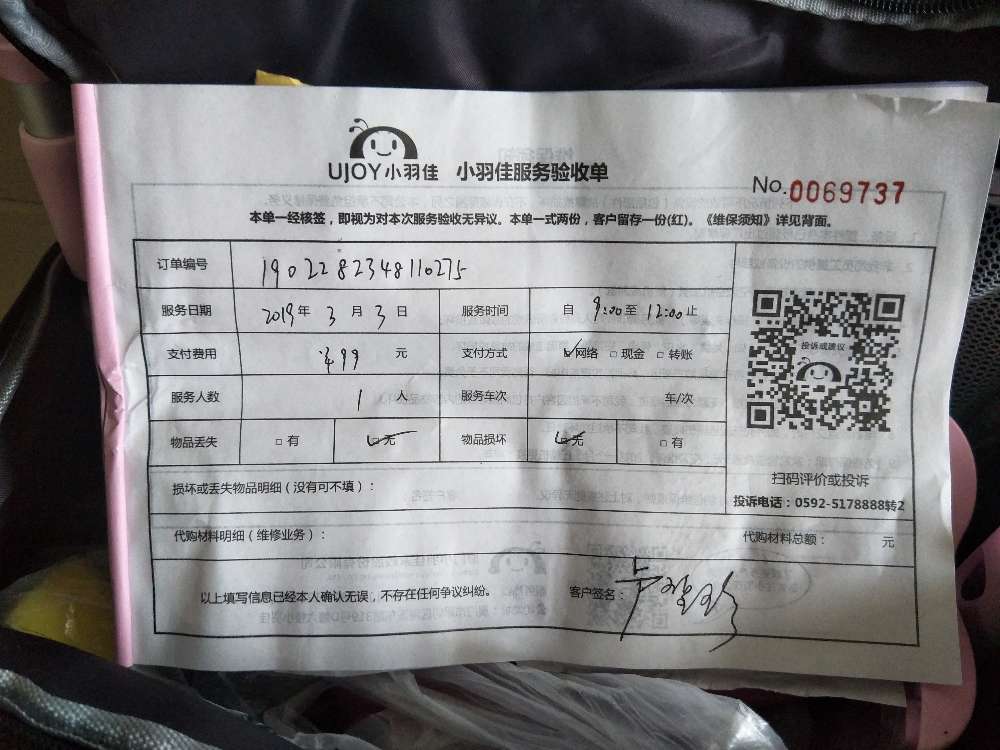 UJOY小羽佳 小羽佳服务验收单
No.0069737
本单一经核签，即视为对本次服务验收无异议。本单一式两份，客户留存一份(红)。《维保须知》详见背面。
订单编号 1902282348110275
服务日期 2019年 3月 3日 服务时间 自 9:00至 12:00止
支付费用 ¥99 元 支付方式 ☑网络 □现金 □转账
服务人数 1 人 服务车次 车/次
物品丢失 □有 ☑无 物品损坏 ☑无 □有
投诉或建议
扫码评价或投诉
投诉电话：0592-5178888转2
损坏或丢失物品明细（没有可不填）：
代购材料明细（维修业务）： 代购材料总额： 元
以上填写信息已经本人确认无误，不存在任何争议纠纷。 客户签名：